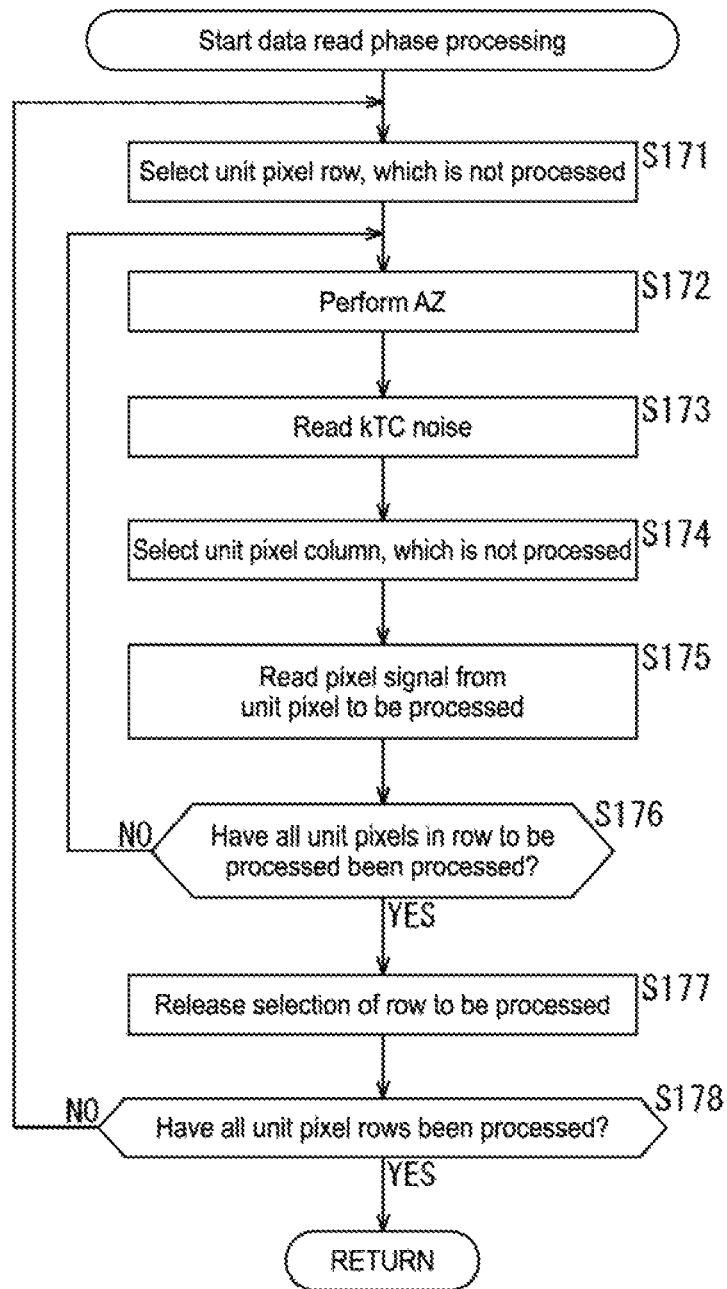 Start data read phase processing
S171
Select unit pixel row, which is not processed
S172
Perform AZ
S173
Read kTC noise
S174
Select unit pixel column, which is not processed
S175
Read pixel signal from
unit pixel to be processed
S176
NO
Have all unit pixels in row to be
processed been processed?
YES
S177
Release selection of row to be processed
S178
NO
Have all unit pixel rows been processed?
YES
RETURN